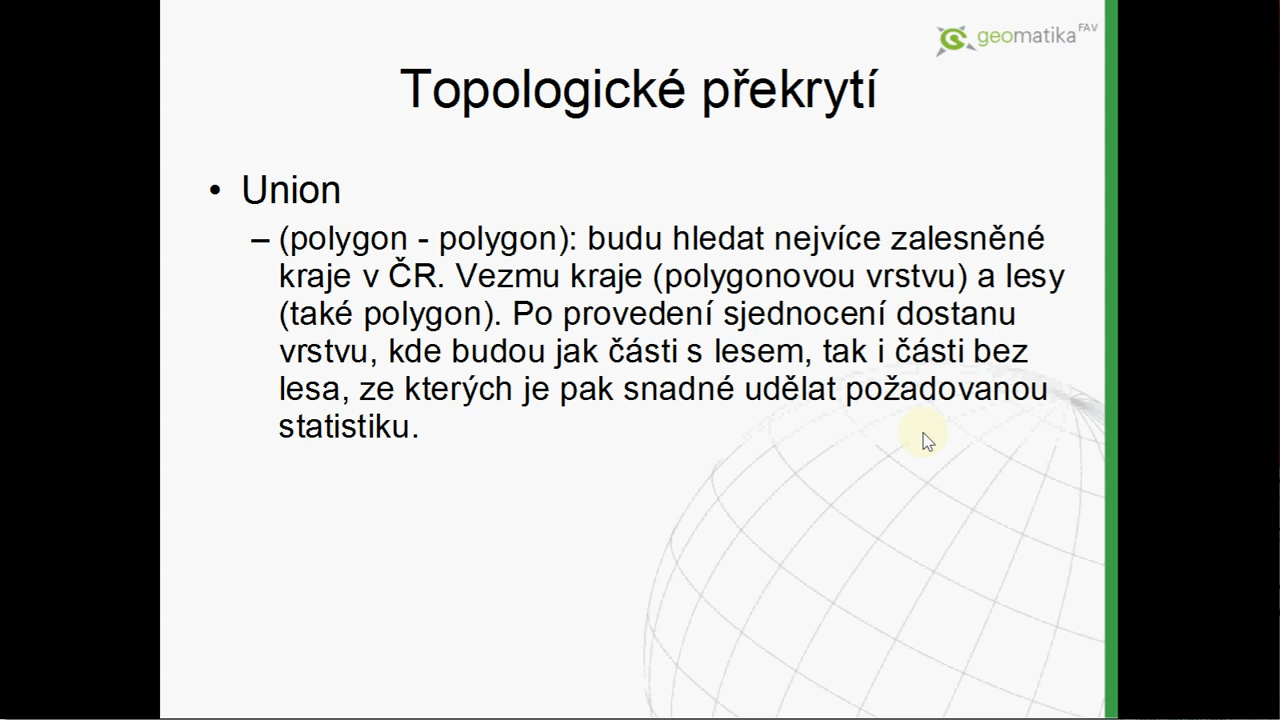 geomatika FAV
Topologické překrytí
• Union
– (polygon - polygon): budu hledat nejvíce zalesněné
kraje v ČR. Vezmu kraje (polygonovou vrstvu) a lesy
(také polygon). Po provedení sjednocení dostanu
vrstvu, kde budou jak části s lesem, tak i části bez
lesa, ze kterých je pak snadné udělat požadovanou
statistiku.